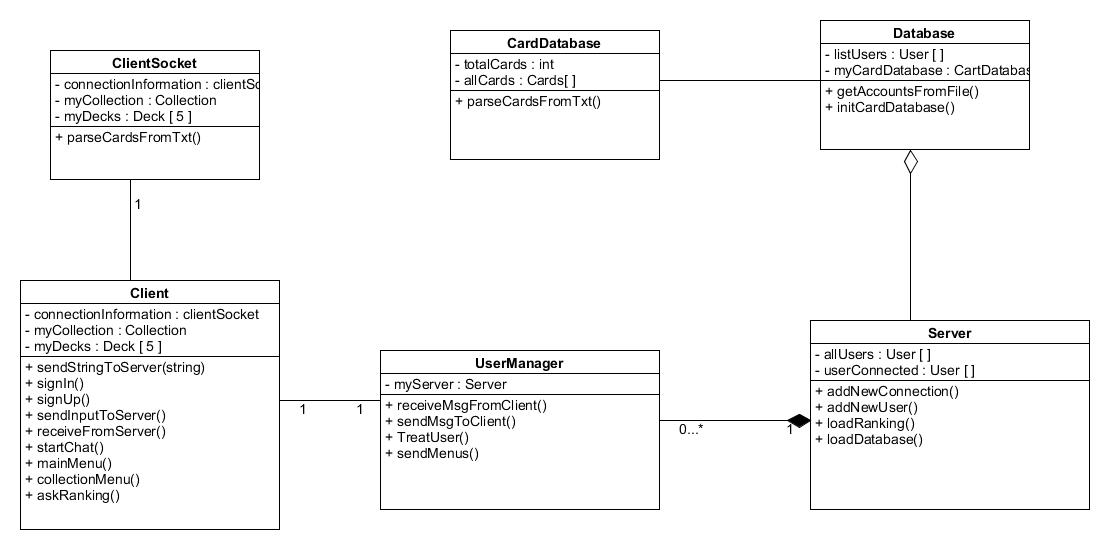 ClientSocket
- connectionInformation : clientSo
- myCollection : Collection
- myDecks : Deck [ 5 ]
+ parseCardsFromTxt()
1
CardDatabase
- totalCards : int
- allCards : Cards[ ]
+ parseCardsFromTxt()
Database
- listUsers : User [ ]
- myCardDatabase : CartDatabas
+ getAccountsFromFile()
+ initCardDatabase()
Client
- connectionInformation : clientSocket
- myCollection : Collection
- myDecks : Deck [ 5 ]
+ sendStringToServer(string)
+ signIn()
+ signUp()
+ sendInputToServer()
+ receiveFromServer()
+ startChat()
+ mainMenu()
+ collectionMenu()
+ askRanking()
1
1
UserManager
- myServer : Server
+ receiveMsgFromClient()
+ sendMsgToClient()
+ TreatUser()
+ sendMenus()
0...*
1
Server
- allUsers : User [ ]
- userConnected : User [ ]
+ addNewConnection()
+ addNewUser()
+ loadRanking()
+ loadDatabase()